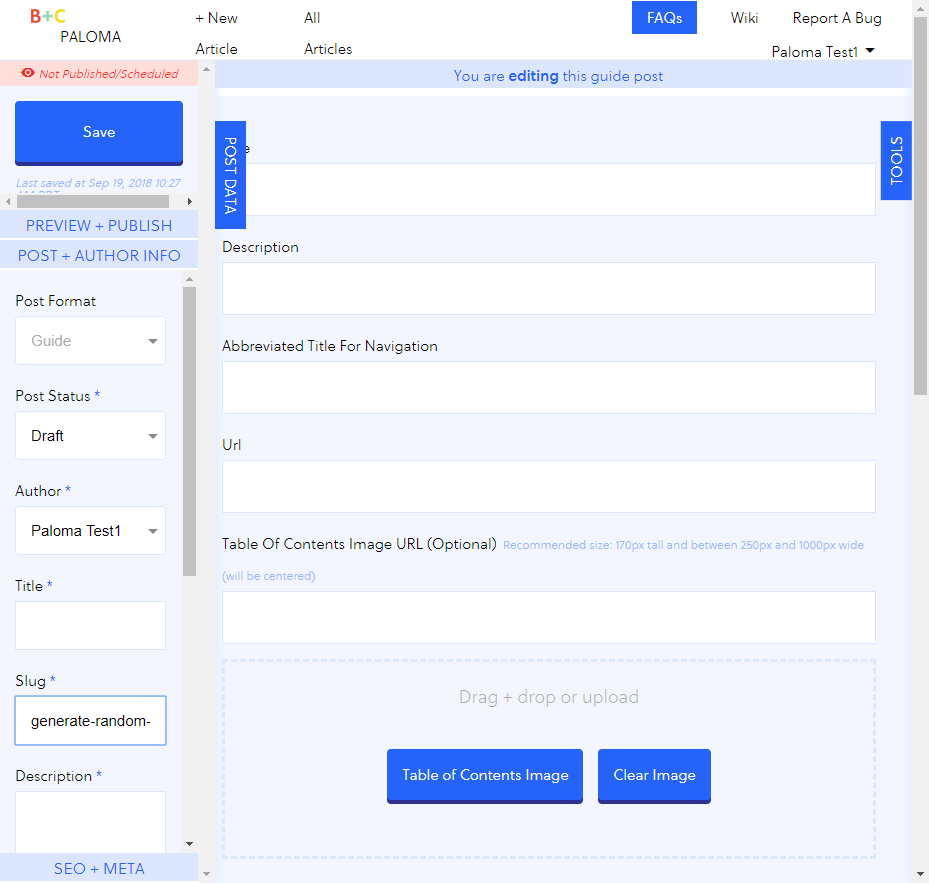 B+C
PALOMA
+ New
Article
All
Articles
FAQs
Wiki
Report A Bug
Paloma Test1
Not Published/Scheduled
You are editing this guide post
Save
Last saved at Sep 19, 2018 10:27
PREVIEW + PUBLISH
POST + AUTHOR INFO
Post Format
Guide
Post Status *
Draft
Author *
Paloma Test1
Title *
Slug *
generate-random-
Description *
SEO + META
POST DATA
TOOLS
Description
Abbreviated Title For Navigation
Url
Table Of Contents Image URL (Optional) Recommended size: 170px tall and between 250px and 1000px wide
(will be centered)
Drag + drop or upload
Table of Contents Image
Clear Image